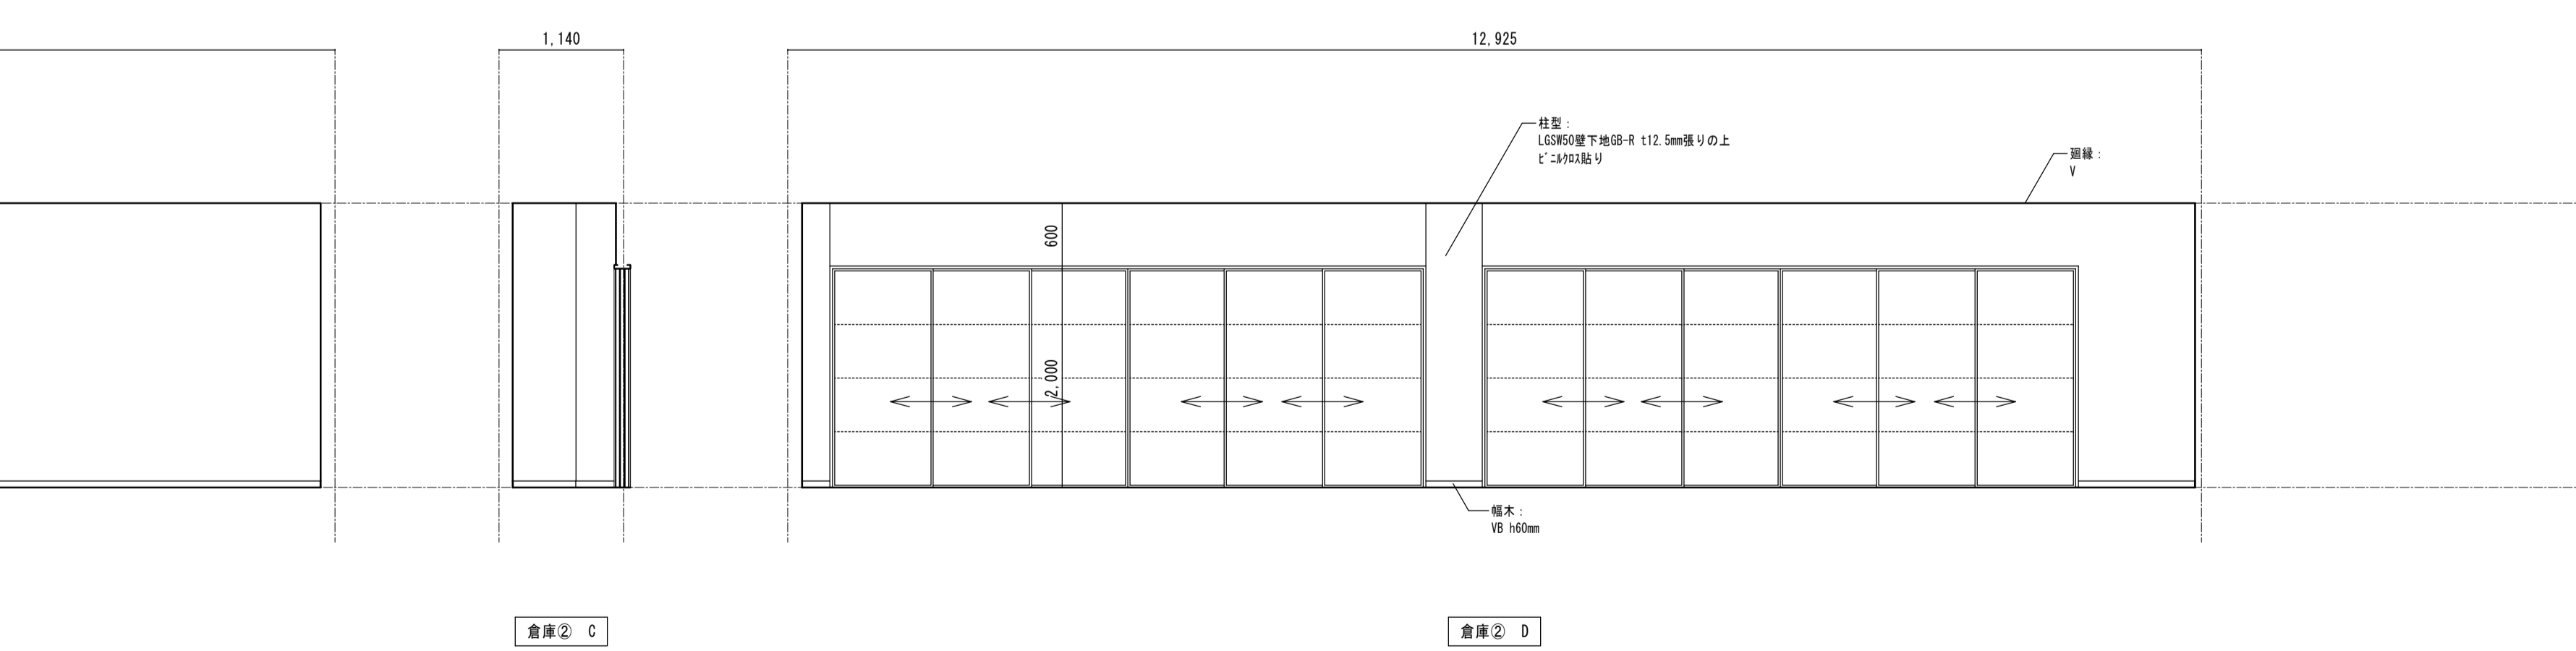 1,140
12,925
柱型：
LGSW50壁下地GB-R t12.5mm張りの上
ﾋﾞﾆﾙｸﾛｽ貼り
廻縁：
V
600
2,000
幅木：
VB h60mm
倉庫② C
倉庫② D